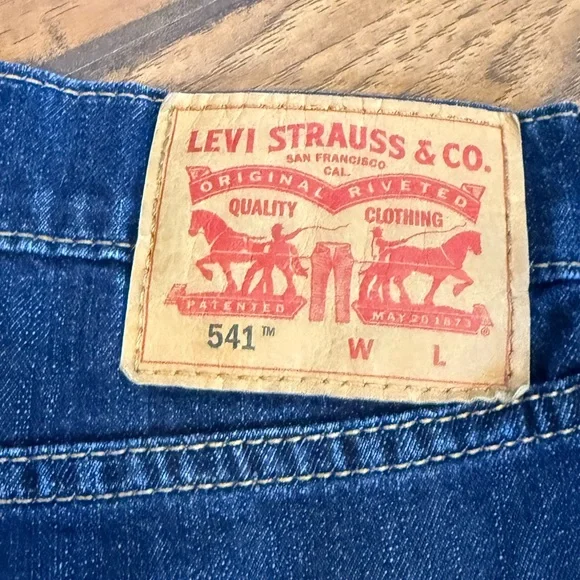 LEVI STRAUSS & CO.
SAN FRANCISCO
CAL.
ORIGINAL RIVETED
QUALITY CLOTHING
PATENTED MAY 20 1873 ®
541™ W L